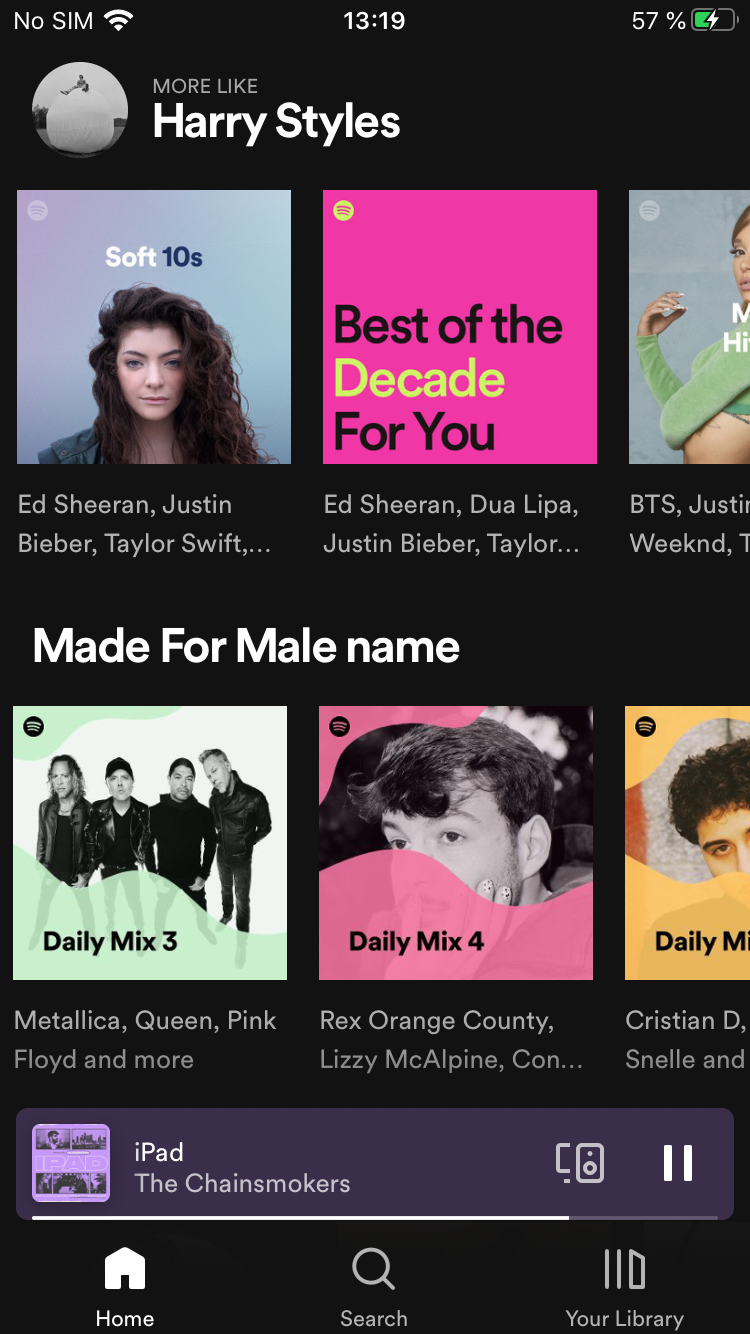 No SIM 13:19 57 %
MORE LIKE
Harry Styles
Soft 10s
Best of the
Decade
For You
M
Hi
Ed Sheeran, Justin
Bieber, Taylor Swift,...
Ed Sheeran, Dua Lipa,
Justin Bieber, Taylor...
BTS, Justi
Weeknd, T
Made For Male name
Daily Mix 3
Daily Mix 4
Daily Mi
Metallica, Queen, Pink
Floyd and more
Rex Orange County,
Lizzy McAlpine, Con...
Cristian D,
Snelle and
IPAD
iPad
The Chainsmokers
Home
Search
Your Library